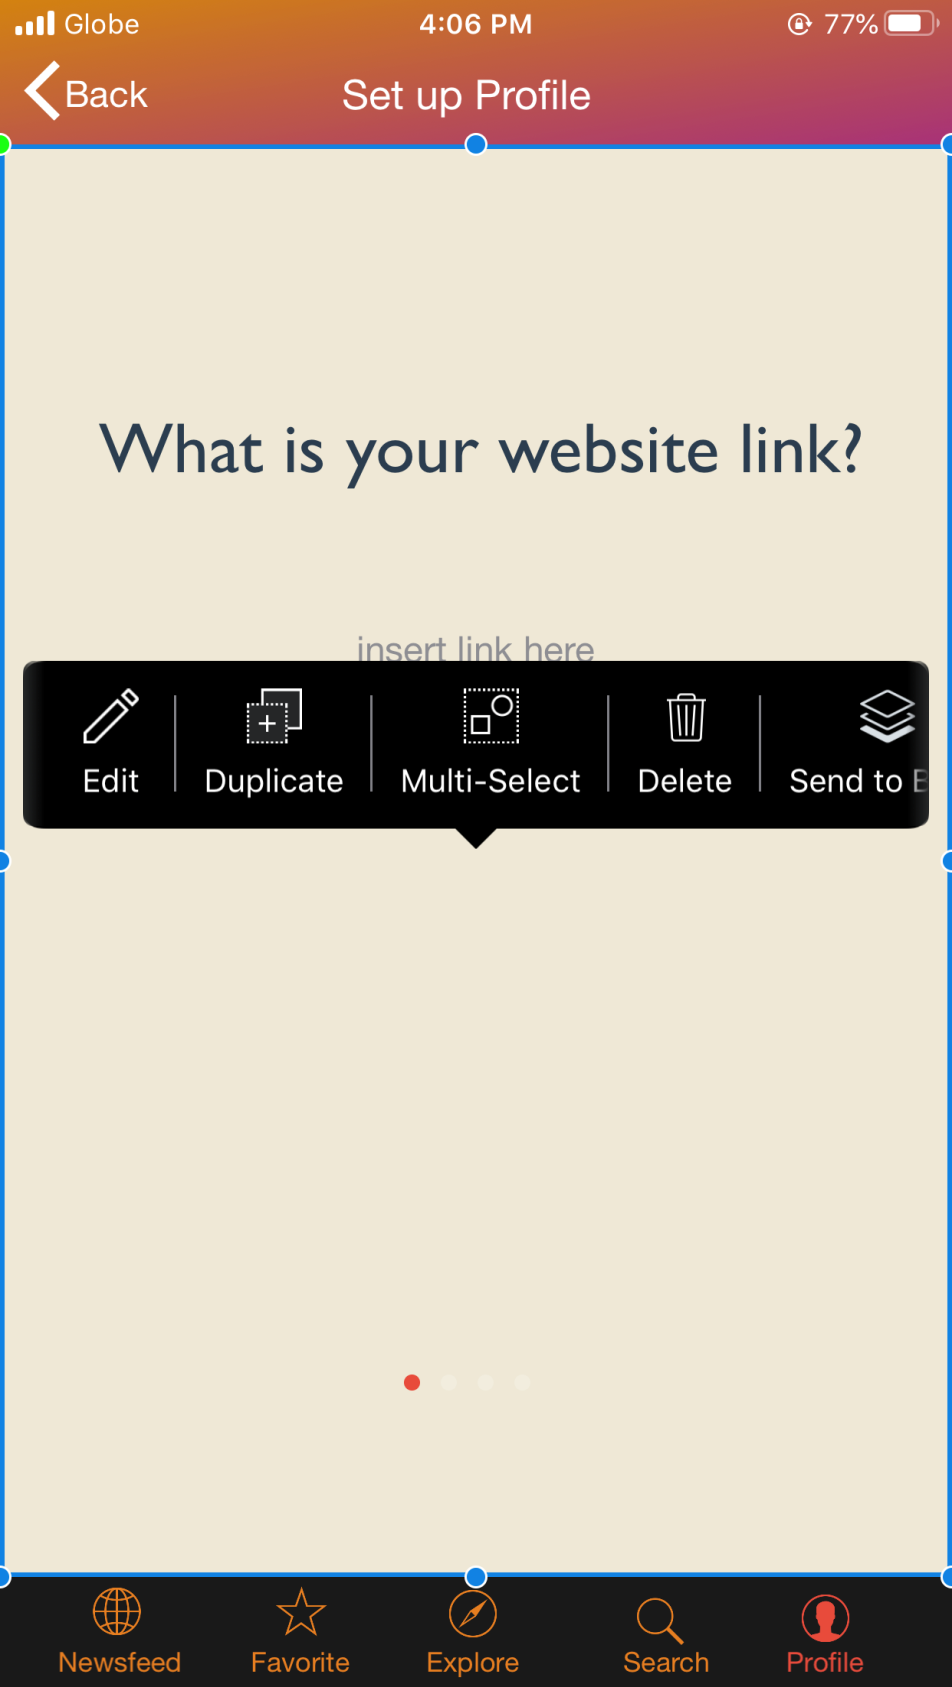 Globe 4:06 PM 77%
Back Set up Profile
What is your website link?
insert link here
Edit Duplicate Multi-Select Delete Send to
Newsfeed Favorite Explore Search Profile